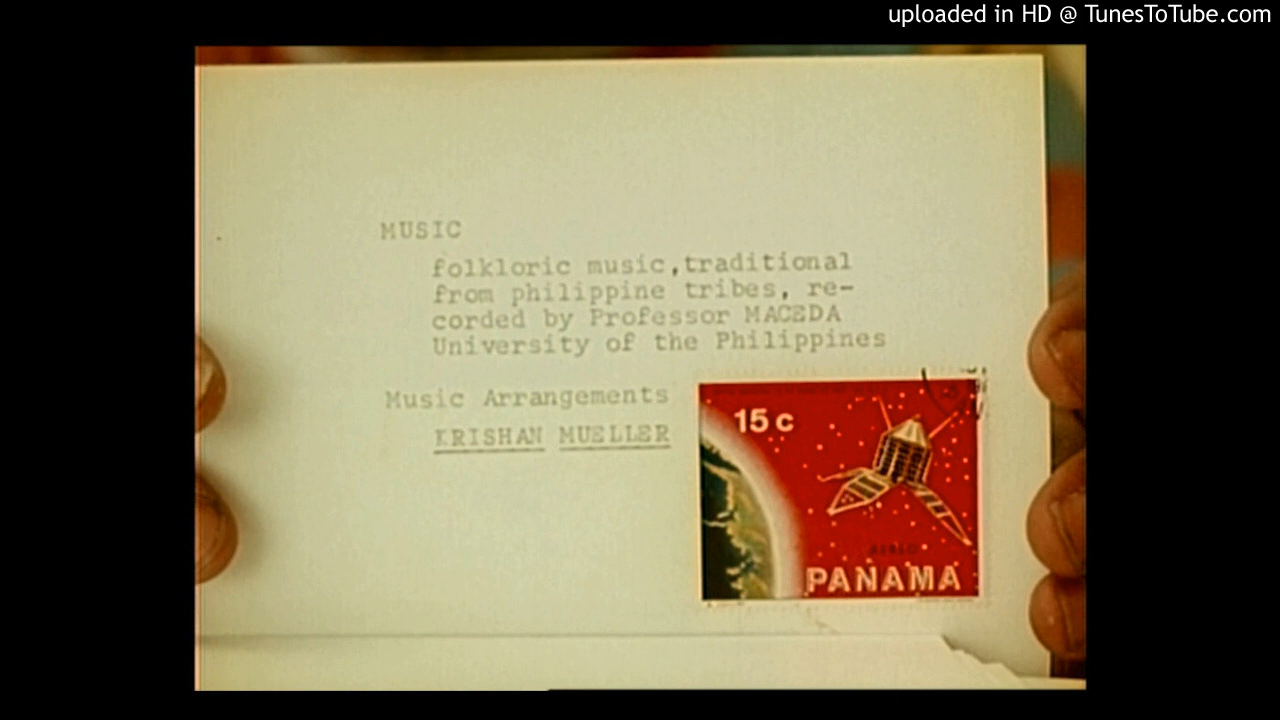 uploaded in HD @ TunesToTube.com
MUSIC
folkloric music,traditional
from philippine tribes, re-
corded by Professor MACEDA
University of the Philippines
Music Arrangements
KRISHAN MUELLER
15 c
AEREO
PANAMA